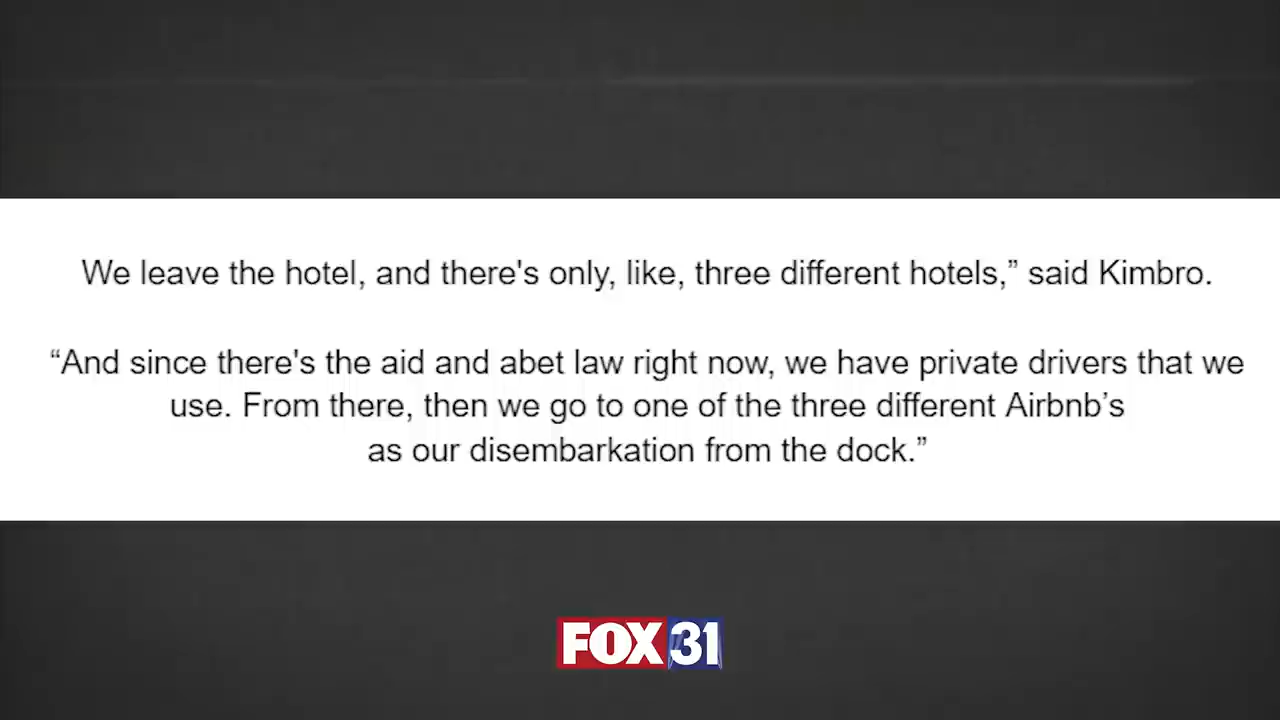 We leave the hotel, and there's only, like, three different hotels,” said Kimbro.
“And since there's the aid and abet law right now, we have private drivers that we
use. From there, then we go to one of the three different Airbnb’s
as our disembarkation from the dock.”
FOX 31